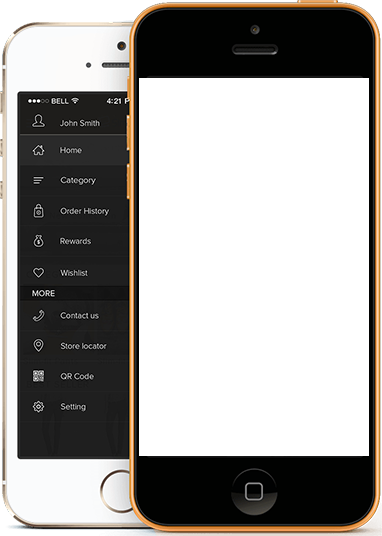 BELL 4:21 P
John Smith
Home
Category
Order History
Rewards
Wishlist
MORE
Contact us
Store locator
QR Code
Setting